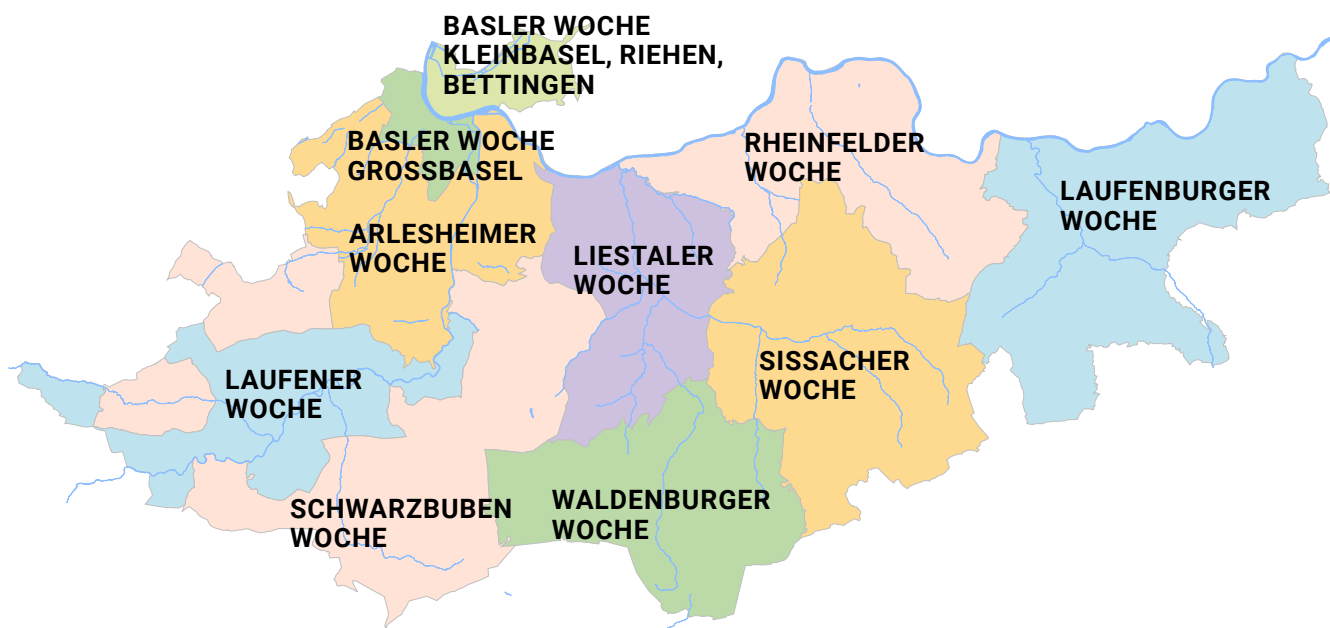 BASLER WOCHE
KLEINBASEL, RIEHEN,
BETTINGEN
BASLER WOCHE
GROSSBASEL
RHEINFELDER
WOCHE
LAUFENBURGER
WOCHE
ARLESHEIMER
WOCHE
LIESTALER
WOCHE
SISSACHER
WOCHE
LAUFENER
WOCHE
SCHWARZBUBEN
WOCHE
WALDENBURGER
WOCHE